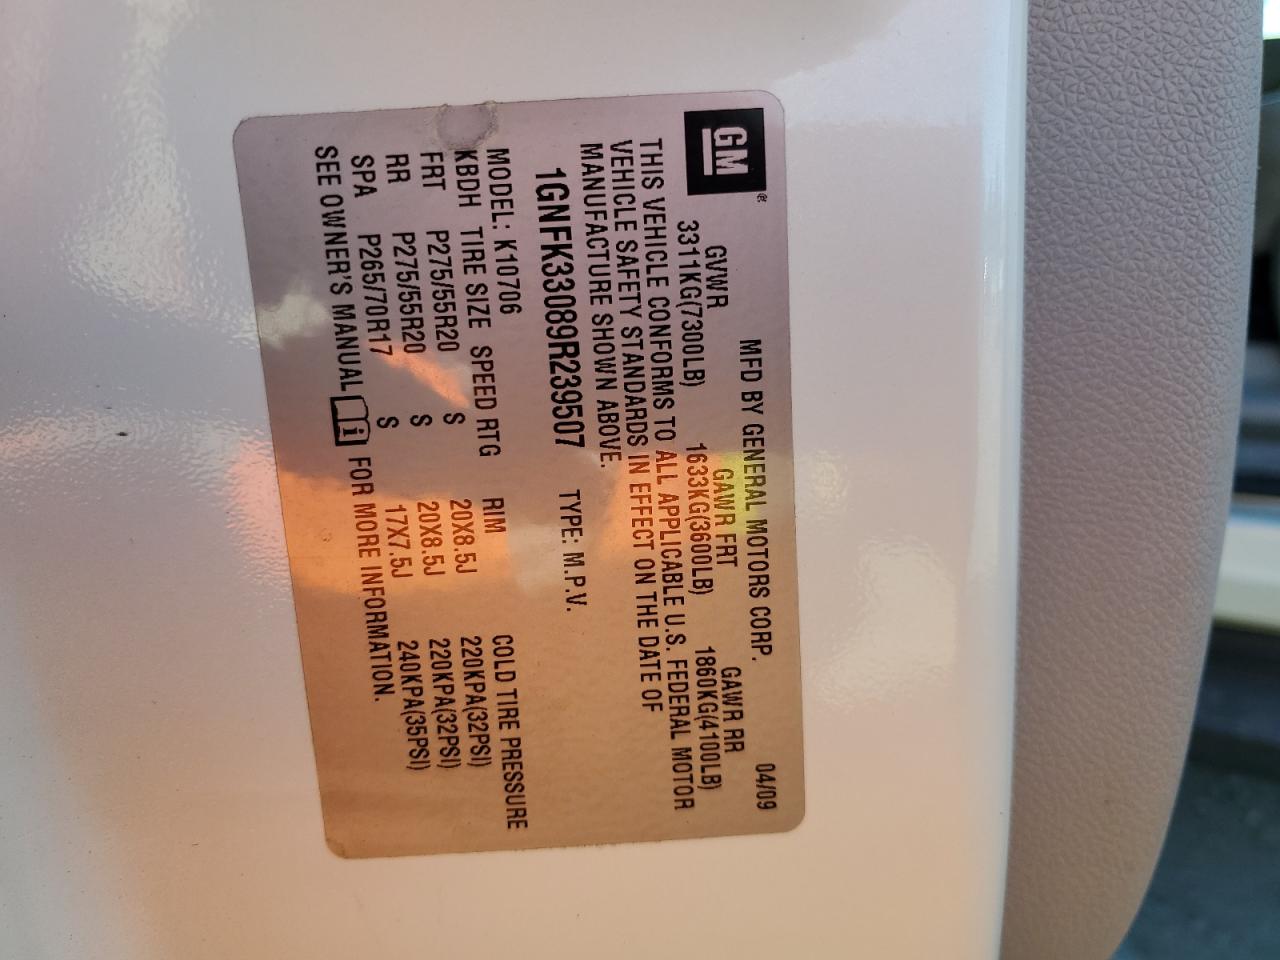 GM®
MFD BY GENERAL MOTORS CORP. 04/09
GVWR GAWR FRT GAWR RR
3311KG(7300LB) 1633KG(3600LB) 1860KG(4100LB)
THIS VEHICLE CONFORMS TO ALL APPLICABLE U.S. FEDERAL MOTOR
VEHICLE SAFETY STANDARDS IN EFFECT ON THE DATE OF
MANUFACTURE SHOWN ABOVE.
1GNFK33089R239507 TYPE: M.P.V.
MODEL: K10706
KBDH TIRE SIZE SPEED RTG RIM COLD TIRE PRESSURE
FRT P275/55R20 S 20X8.5J 220KPA(32PSI)
RR P275/55R20 S 20X8.5J 220KPA(32PSI)
SPA P265/70R17 S 17X7.5J 240KPA(35PSI)
SEE OWNER'S MANUAL i FOR MORE INFORMATION.